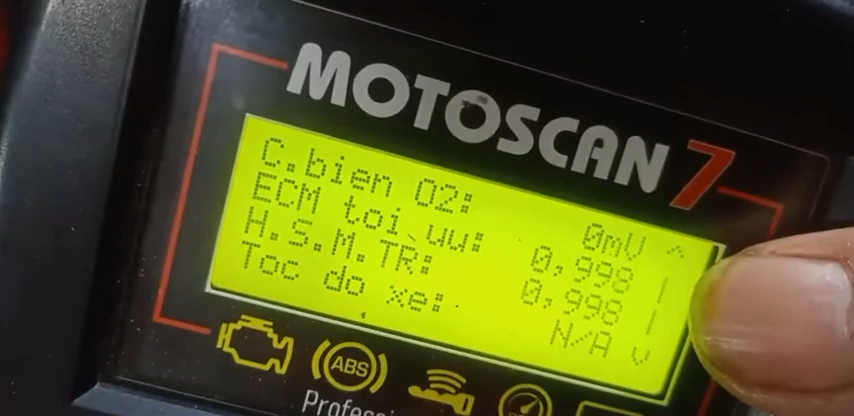 MOTOSCAN 7
C.bien O2: 0mV ^
ECM toi uu: 0,998
H.S.M.TR: 0,998
Toc do xe: N/A v
ABS